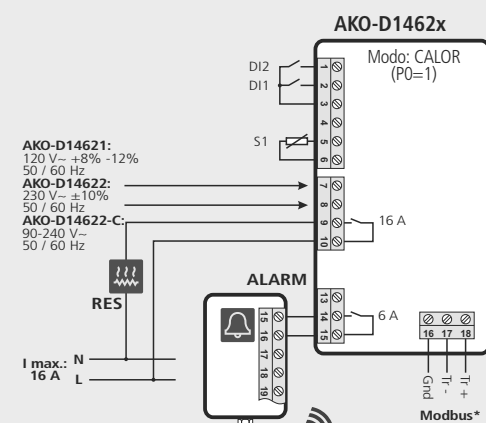 AKO-D1462x
Modo: CALOR
(P0=1)
DI2
DI1
S1
1
2
3
4
5
6
AKO-D14621:
120 V~ +8% -12%
50 / 60 Hz
AKO-D14622:
230 V~ ±10%
50 / 60 Hz
AKO-D14622-C:
90-240 V~
50 / 60 Hz
7
8
9
10
16 A
RES
ALARM
15
16
17
18
19
13
14
15
6 A
16 17 18
Gnd
Tr -
Tr +
Modbus*
I max.:
16 A
N
L